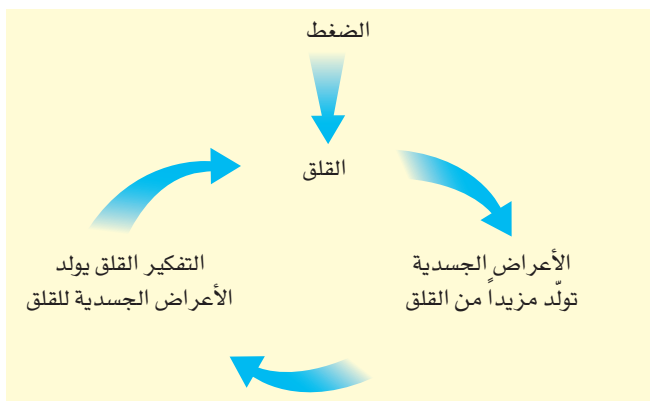 الضغط
القلق
الأعراض الجسدية
تولّد مزيداً من القلق
التفكير القلق يولد
الأعراض الجسدية للقلق